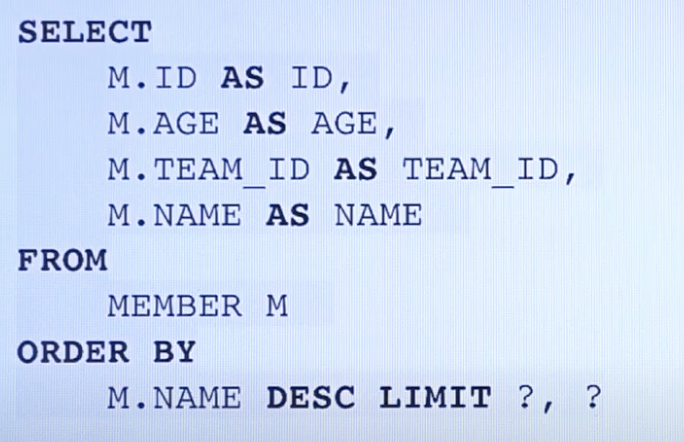 SELECT
    M.ID AS ID,
    M.AGE AS AGE,
    M.TEAM_ID AS TEAM_ID,
    M.NAME AS NAME
FROM
    MEMBER M
ORDER BY
    M.NAME DESC LIMIT ?, ?